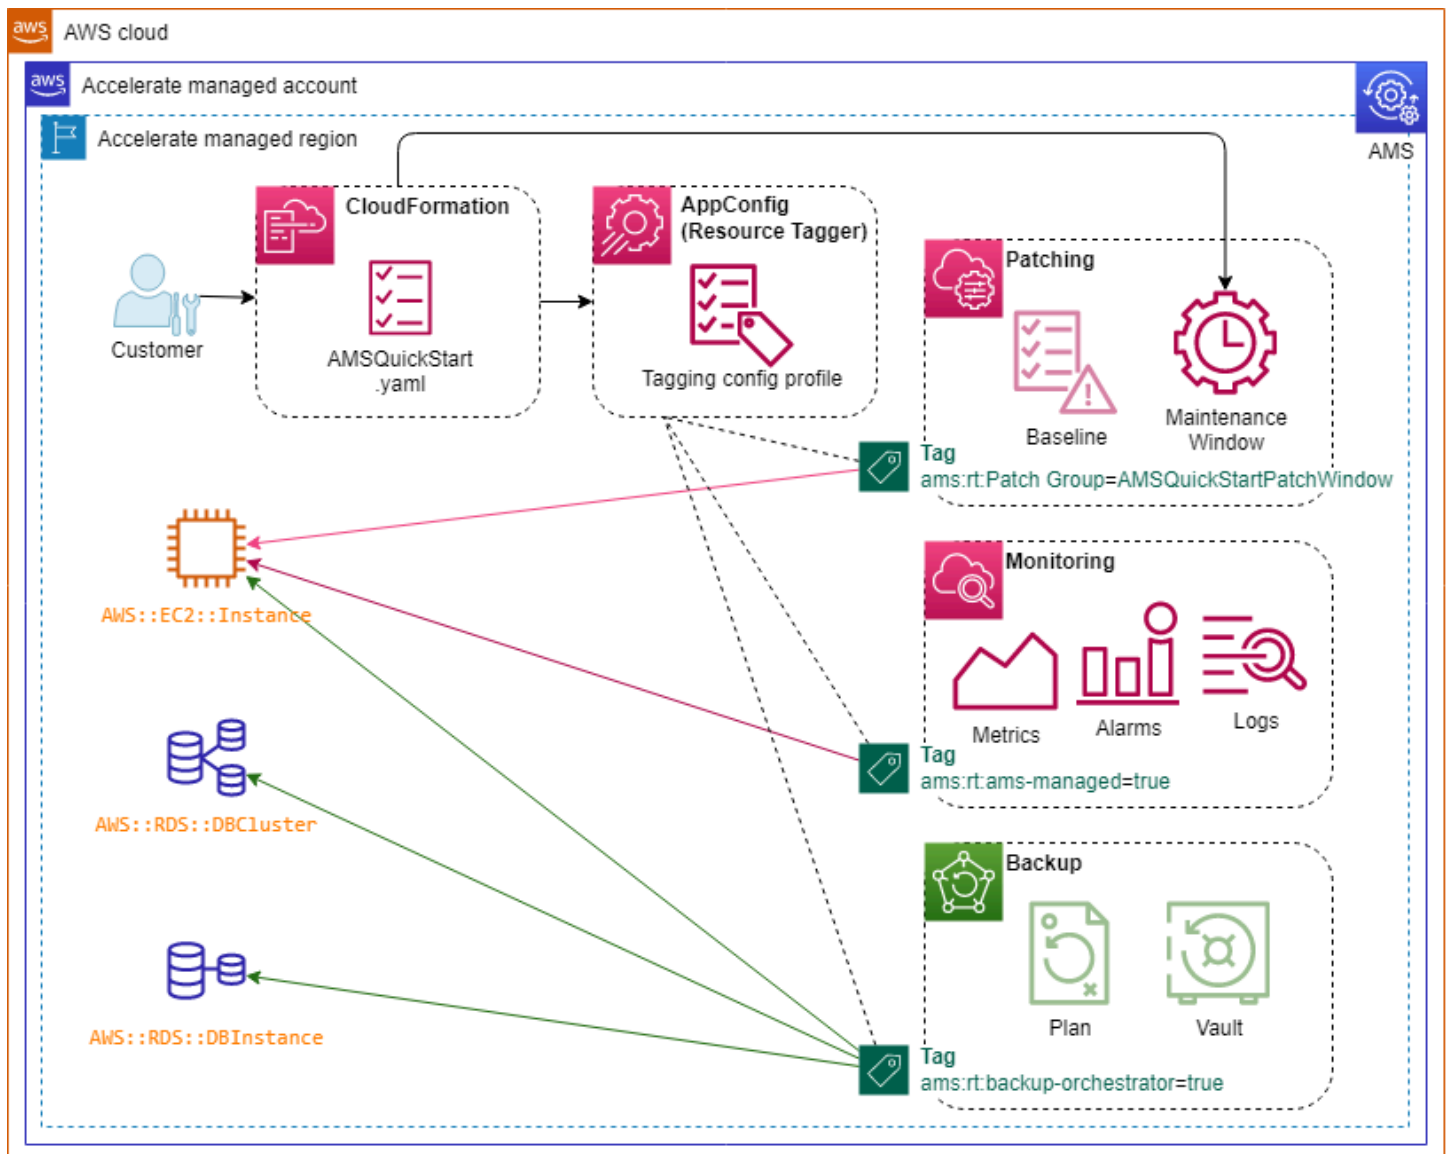 aws
AWS cloud
aws
Accelerate managed account
AMS
Accelerate managed region
Customer
CloudFormation
AMSQuickStart
.yaml
AppConfig
(Resource Tagger)
Tagging config profile
Patching
Baseline
Maintenance
Window
Tag
ams:rt:Patch Group=AMSQuickStartPatchWindow
AWS::EC2::Instance
Monitoring
Metrics
Alarms
Logs
Tag
ams:rt:ams-managed=true
AWS::RDS::DBCluster
Backup
Plan
Vault
AWS::RDS::DBInstance
Tag
ams:rt:backup-orchestrator=true